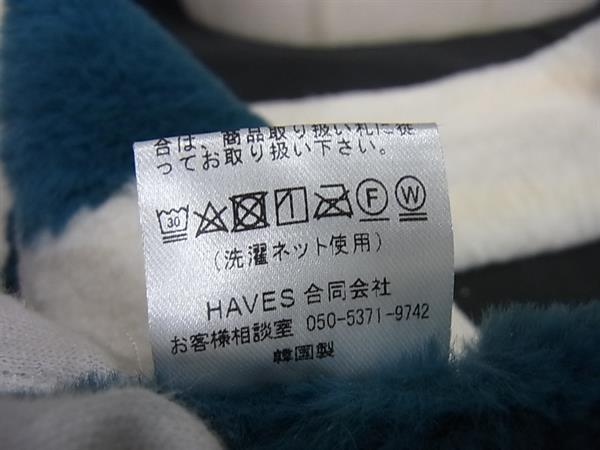 合は、商品取り扱い札に従
ってお取り扱い下さい。
30 F W
(洗濯ネット使用)
HAVES 合同会社
お客様相談室 050-5371-9742
韓国製